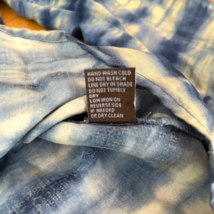 HAND WASH COLD
DO NOT BLEACH
LINE DRY IN SHADE
DO NOT TUMBLE
DRY
LOW IRON ON
REVERSE SIDE
IF NEEDED
OR DRY CLEAN